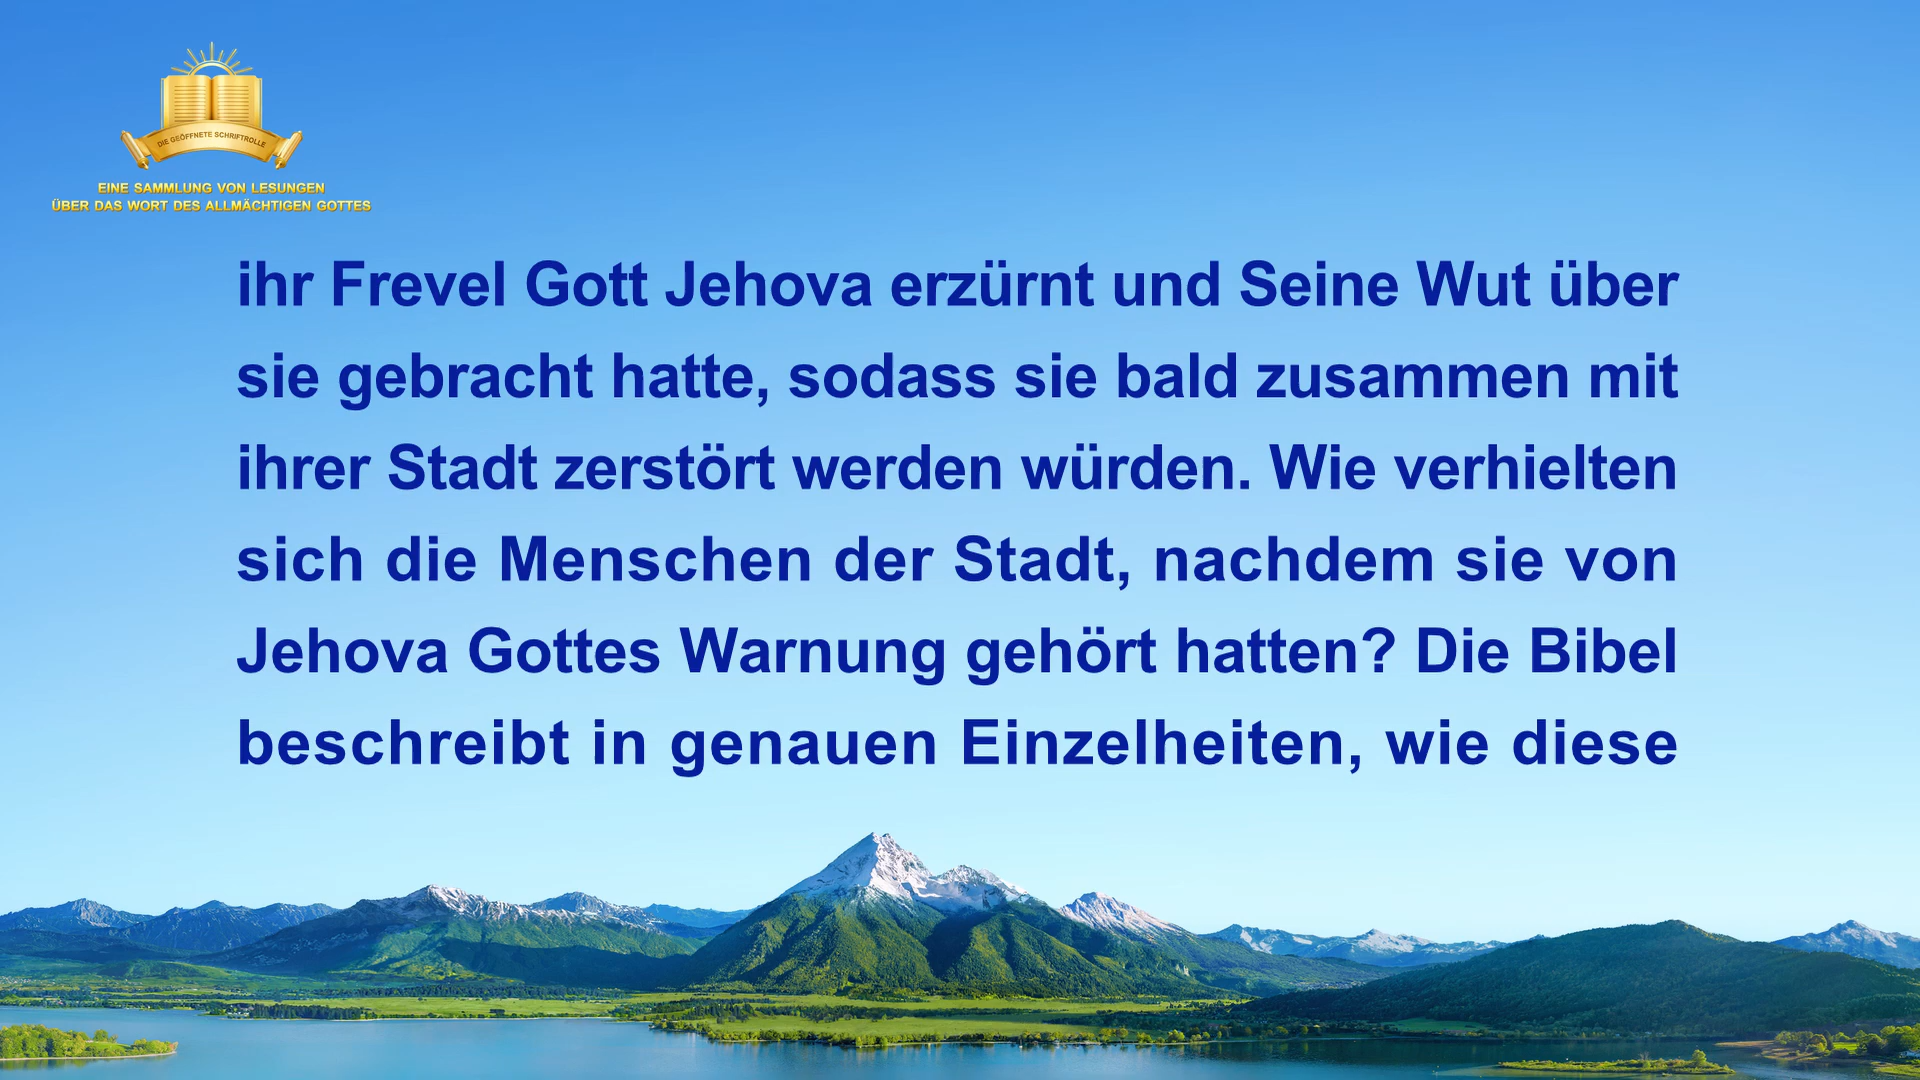 DIE GEÖFFNETE SCHRIFTROLLE
EINE SAMMLUNG VON LESUNGEN
ÜBER DAS WORT DES ALLMÄCHTIGEN GOTTES
ihr Frevel Gott Jehova erzürnt und Seine Wut über
sie gebracht hatte, sodass sie bald zusammen mit
ihrer Stadt zerstört werden würden. Wie verhielten
sich die Menschen der Stadt, nachdem sie von
Jehova Gottes Warnung gehört hatten? Die Bibel
beschreibt in genauen Einzelheiten, wie diese